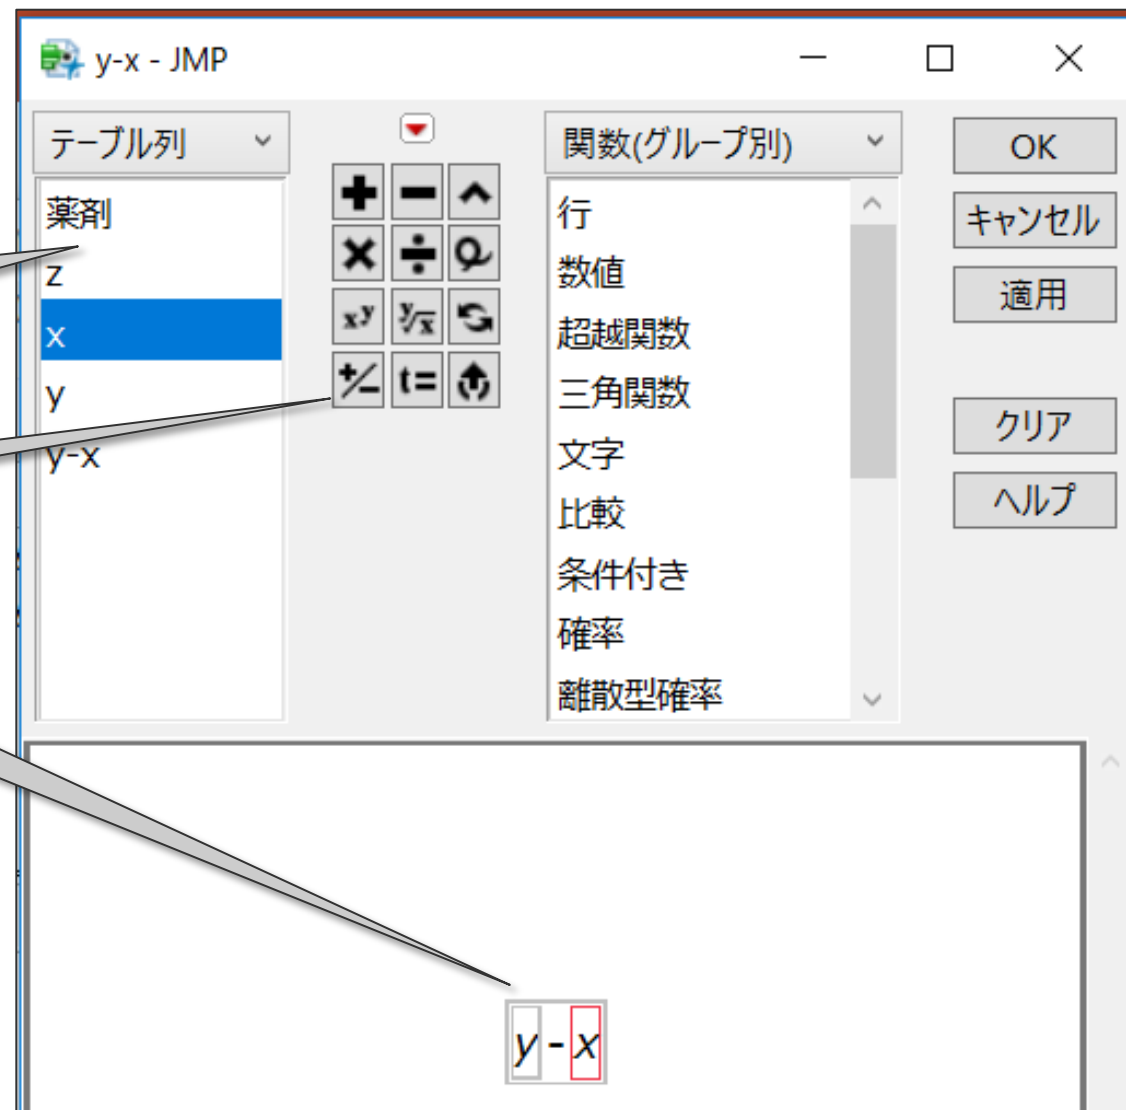 y-x - JMP
テーブル列
薬剤
z
x
y
y-x
xʸ
ʸ√x
t=
関数(グループ別)
行
数値
超越関数
三角関数
文字
比較
条件付き
確率
離散型確率
OK
キャンセル
適用
クリア
ヘルプ
y-x